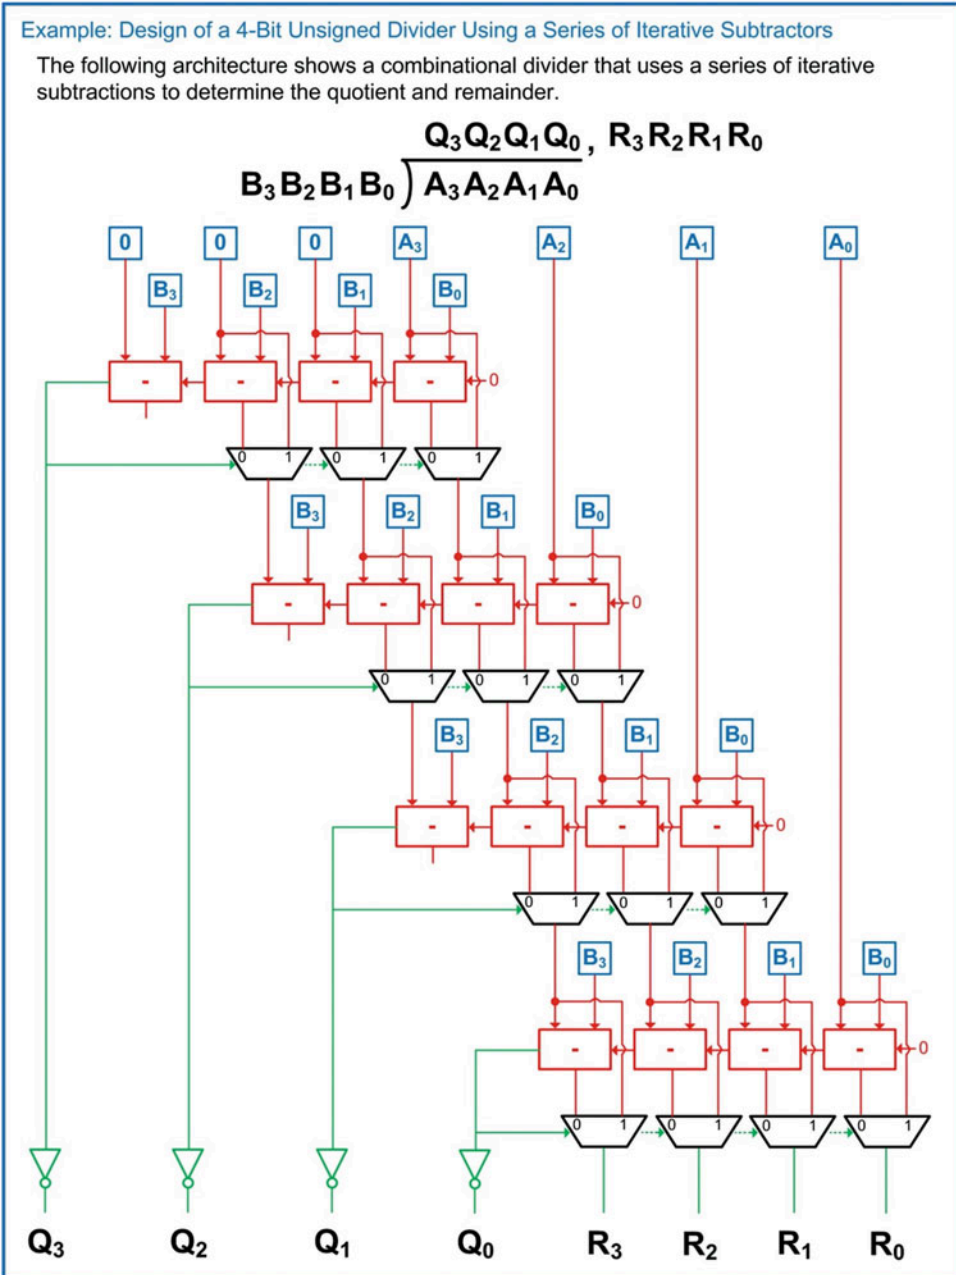 Example: Design of a 4-Bit Unsigned Divider Using a Series of Iterative Subtractors
The following architecture shows a combinational divider that uses a series of iterative
subtractions to determine the quotient and remainder.
Q₃Q₂Q₁Q₀, R₃R₂R₁R₀
B₃B₂B₁B₀ ) A₃A₂A₁A₀
0 0 0 A₃ A₂ A₁ A₀
B₃ B₂ B₁ B₀
- - - - 0
0 1 0 1 0 1
B₃ B₂ B₁ B₀
- - - - 0
0 1 0 1 0 1
B₃ B₂ B₁ B₀
- - - - 0
0 1 0 1 0 1
B₃ B₂ B₁ B₀
- - - - 0
0 1 0 1 0 1 0 1
Q₃ Q₂ Q₁ Q₀ R₃ R₂ R₁ R₀